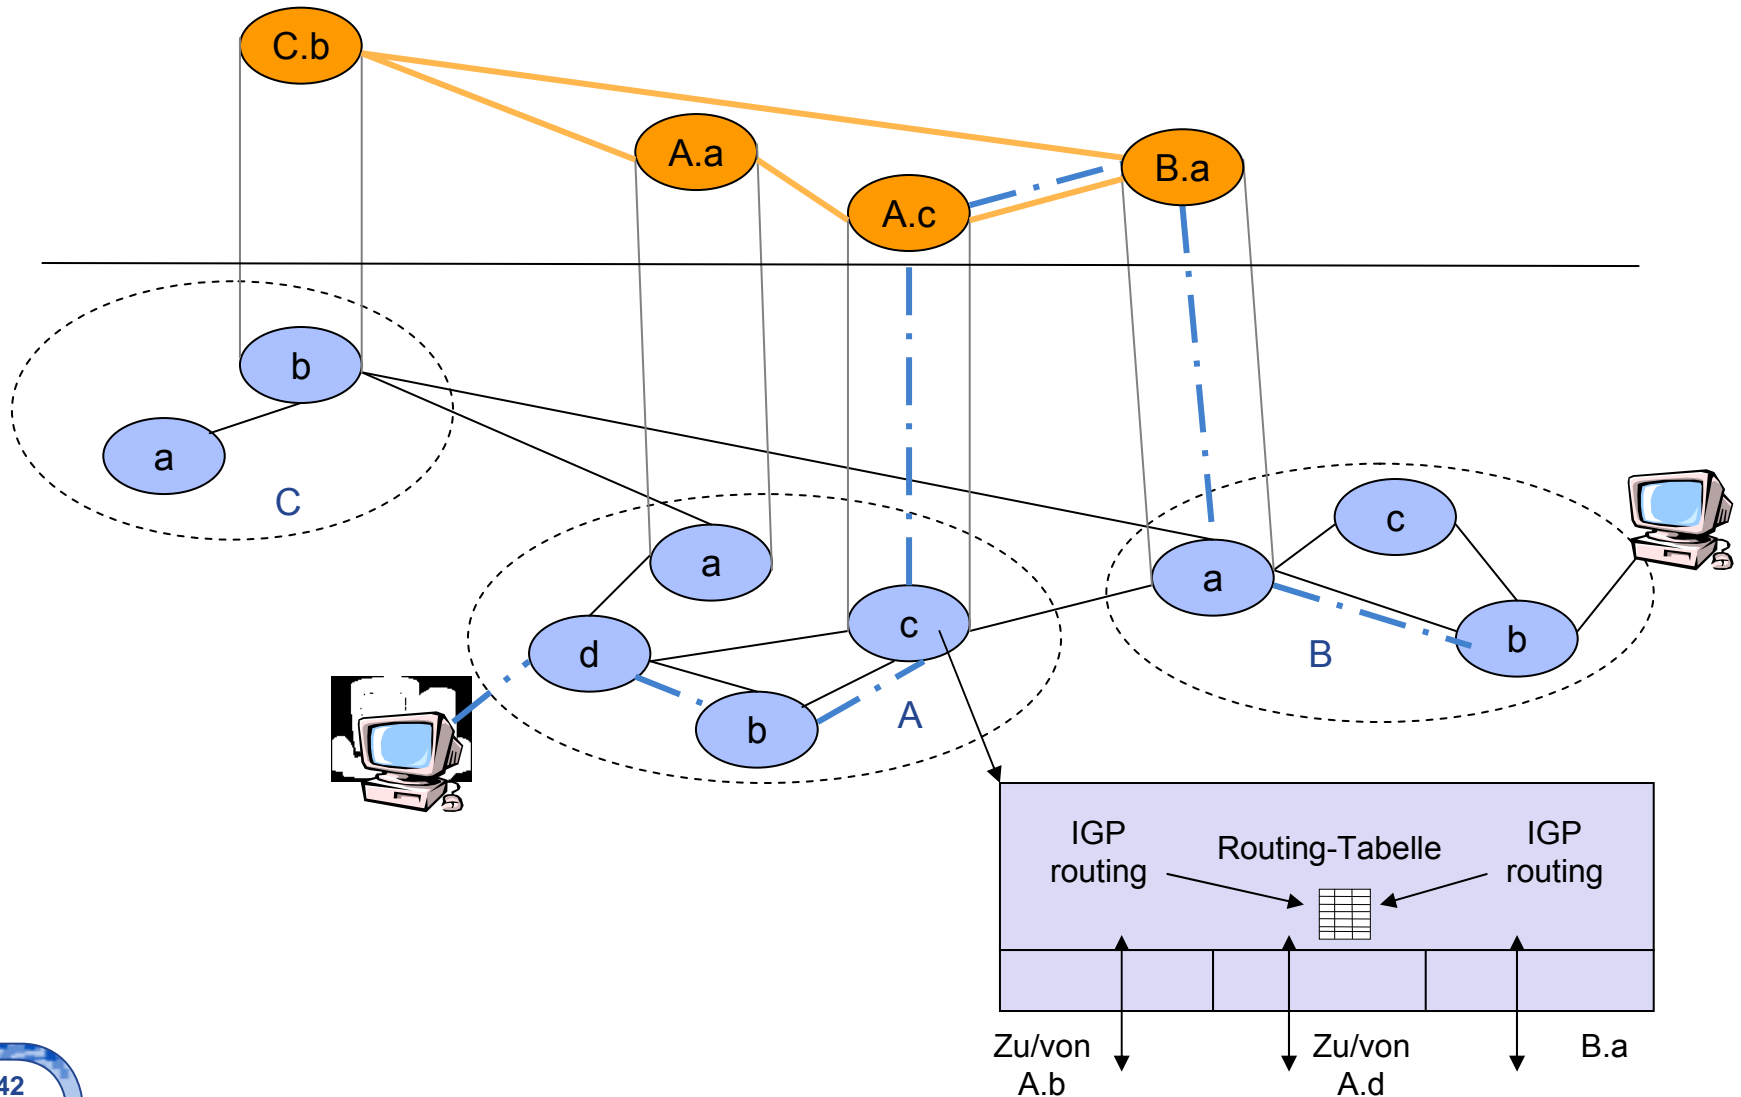 C.b
A.a
B.a
A.c
b
a
C
c
a
a
c
b
d
B
A
b
IGP
routing
Routing-Tabelle
IGP
routing
Zu/von
A.b
Zu/von
A.d
B.a
42